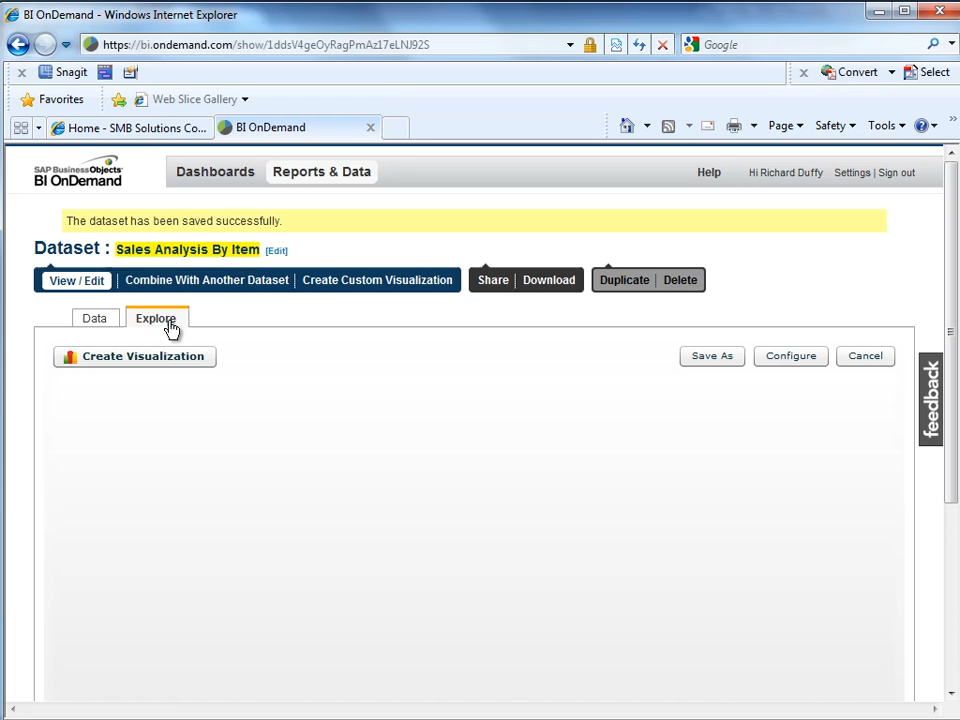 BI OnDemand - Windows Internet Explorer
https://bi.ondemand.com/show/1ddsV4geOyRagPmAz17eLNJ92S
Google
Snagit
Convert
Select
Favorites
Web Slice Gallery
Home - SMB Solutions Co...
BI OnDemand
Page
Safety
Tools
SAP BusinessObjects
BI OnDemand
Dashboards
Reports & Data
Help
Hi Richard Duffy
Settings | Sign out
The dataset has been saved successfully.
Dataset : Sales Analysis By Item [Edit]
View / Edit
Combine With Another Dataset
Create Custom Visualization
Share
Download
Duplicate
Delete
Data
Explore
Create Visualization
Save As
Configure
Cancel
feedback